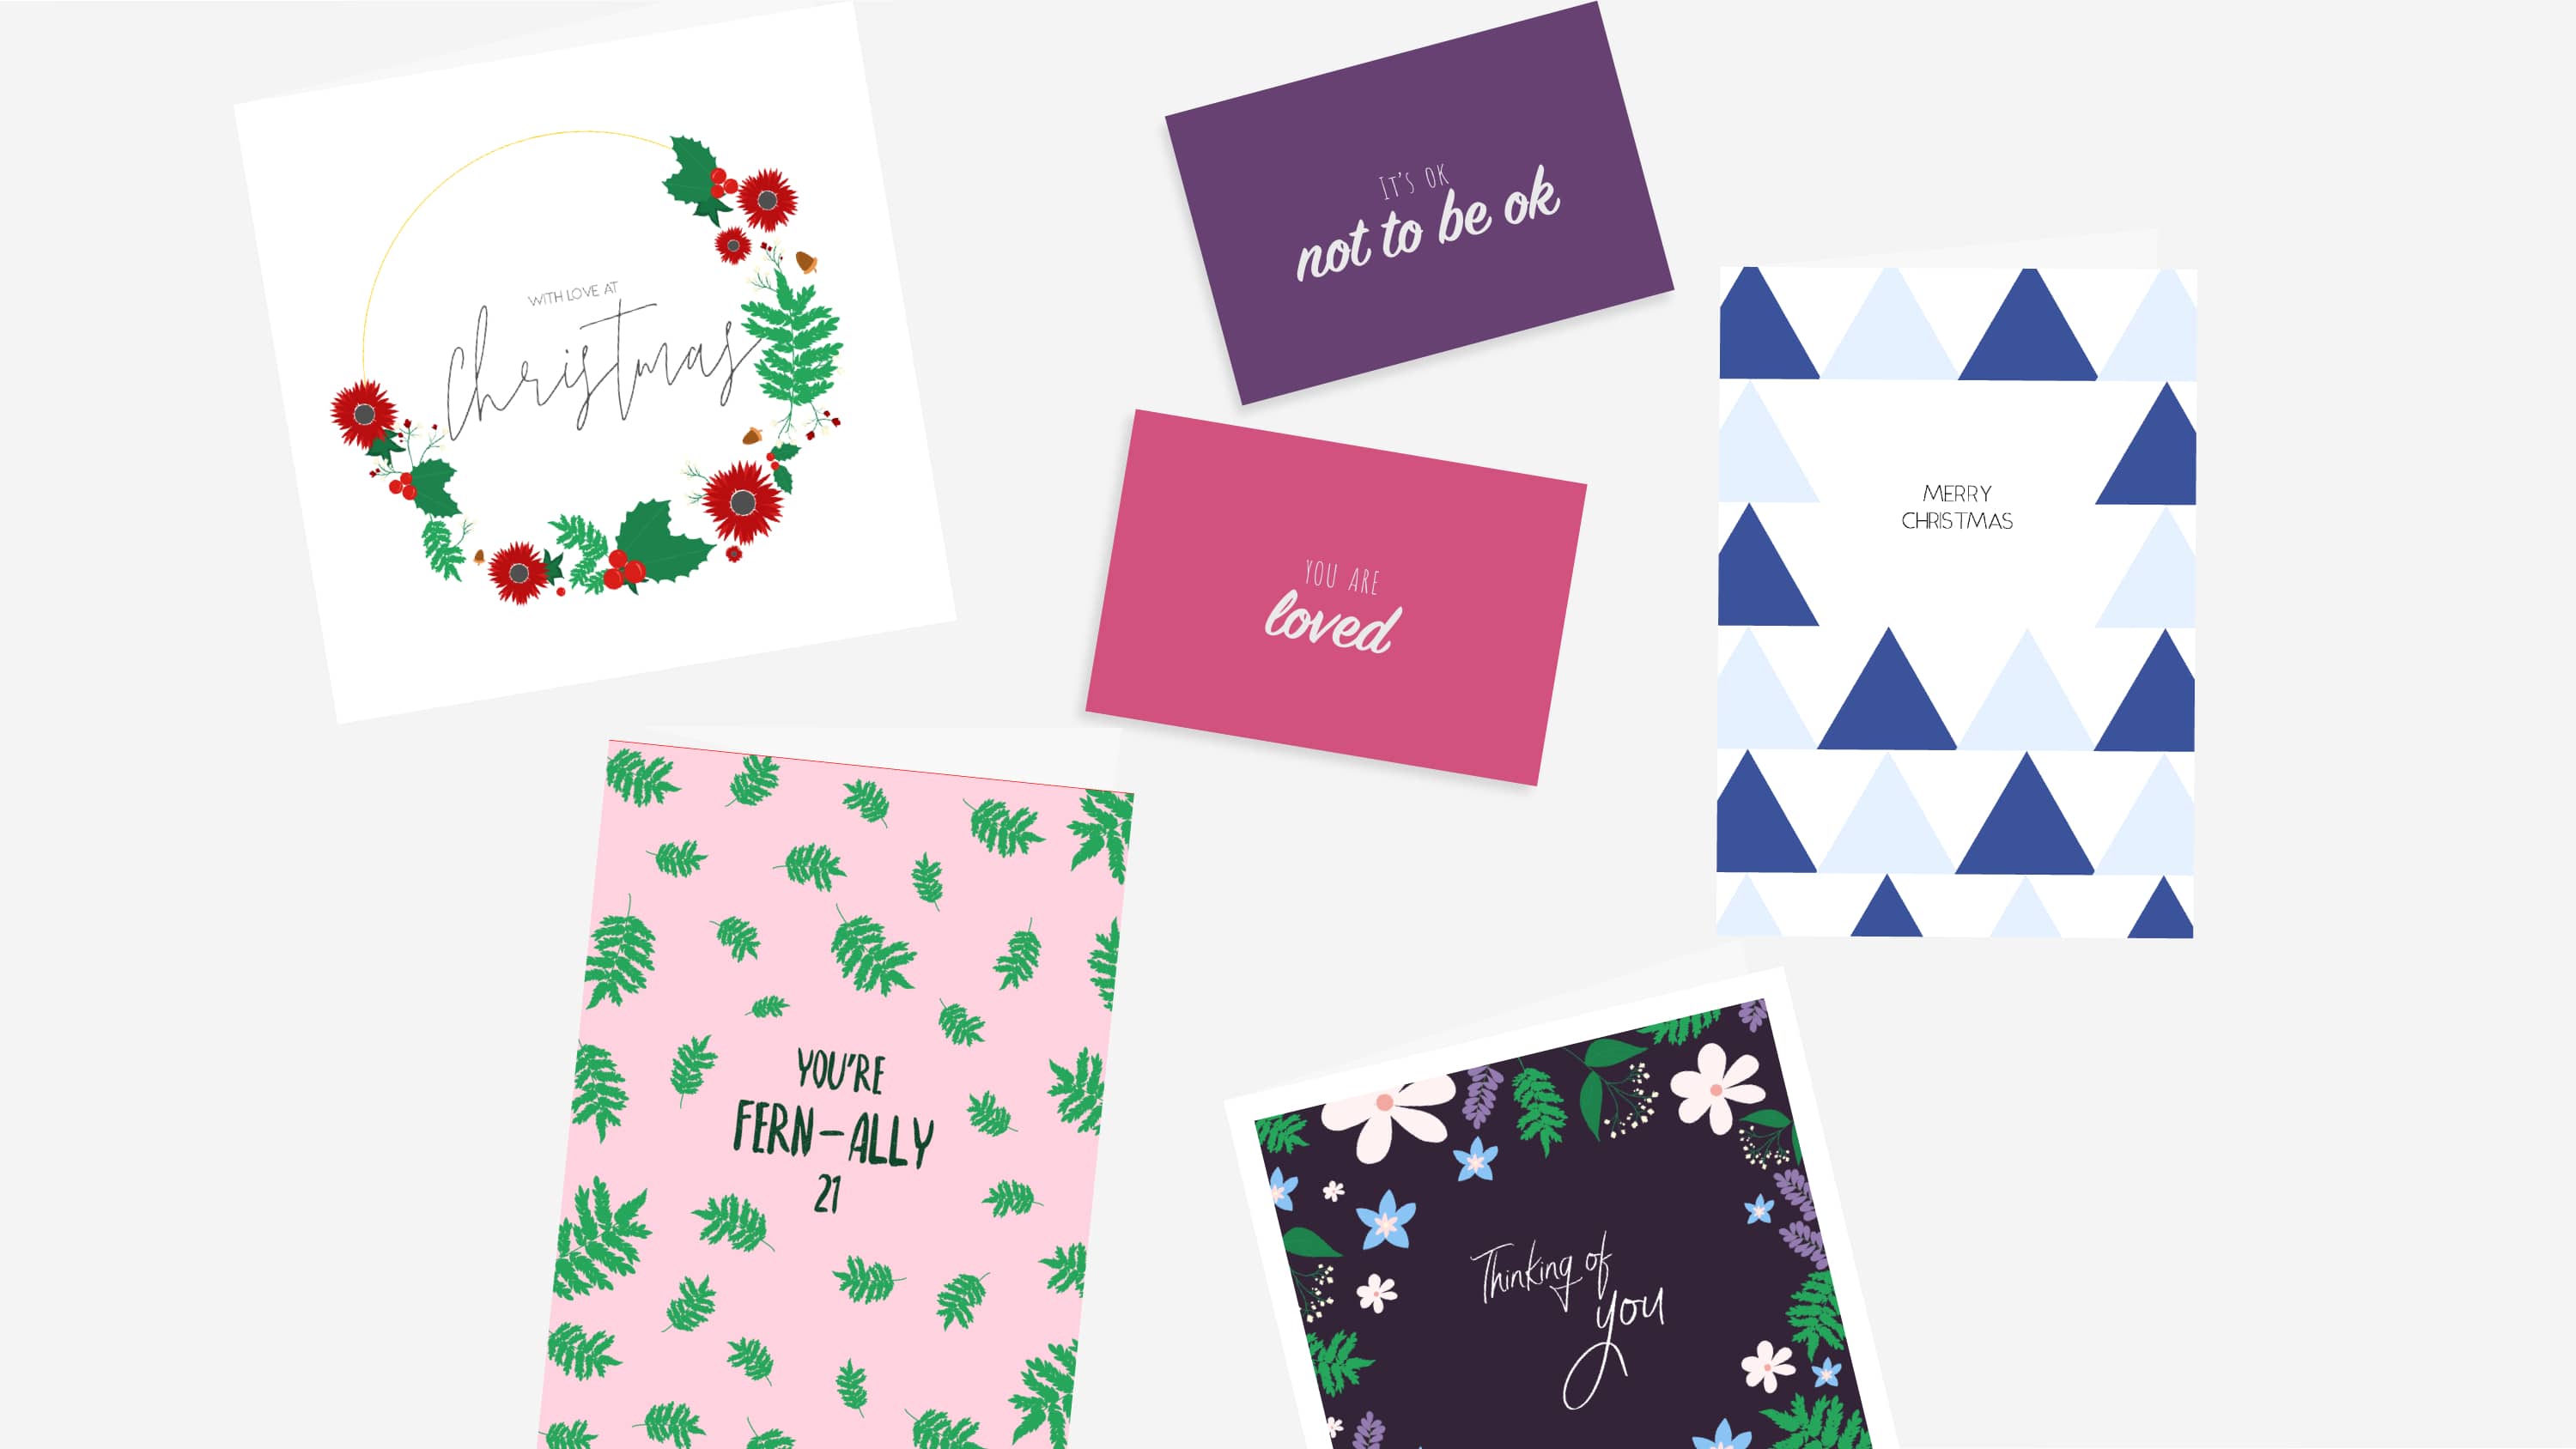 WITH LOVE AT
Christmas
IT'S OK
not to be ok
YOU ARE
loved
MERRY
CHRISTMAS
YOU'RE
FERN-ALLY
21
Thinking of
you